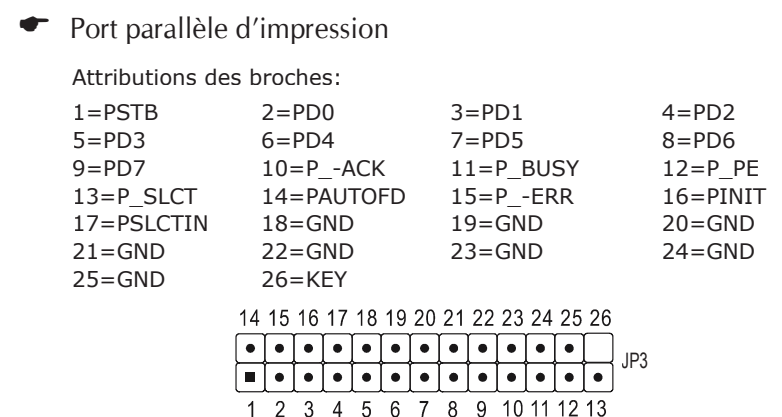 Port parallèle d'impression
Attributions des broches:
1=PSTB 2=PD0 3=PD1 4=PD2
5=PD3 6=PD4 7=PD5 8=PD6
9=PD7 10=P_-ACK 11=P_BUSY 12=P_PE
13=P_SLCT 14=PAUTOFD 15=P_-ERR 16=PINIT
17=PSLCTIN 18=GND 19=GND 20=GND
21=GND 22=GND 23=GND 24=GND
25=GND 26=KEY
14 15 16 17 18 19 20 21 22 23 24 25 26
JP3
1 2 3 4 5 6 7 8 9 10 11 12 13